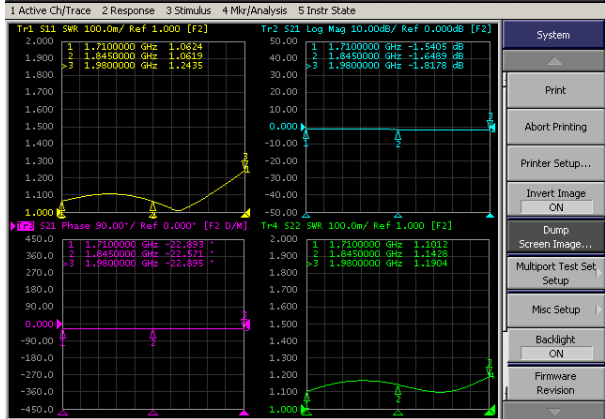 1 Active Ch/Trace 2 Response 3 Stimulus 4 Mkr/Analysis 5 Instr State
Tr1 S11 SWR 100.0m/ Ref 1.000 [F2]
2.000
1.900
1.800
1.700
1.600
1.500
1.400
1.300
1.200
1.100
1.000
1 1.7100000 GHz 1.0624
2 1.8450000 GHz 1.0619
>3 1.9800000 GHz 1.2435
Tr2 S21 Log Mag 10.00dB/ Ref 0.000dB [F2]
50.00
40.00
30.00
20.00
10.00
0.000
-10.00
-20.00
-30.00
-40.00
-50.00
1 1.7100000 GHz -1.5405 dB
2 1.8450000 GHz -1.6489 dB
>3 1.9800000 GHz -1.8178 dB
Tr3 S21 Phase 90.00°/ Ref 0.000° [F2 D/M]
450.0
360.0
270.0
180.0
90.00
0.000
-90.00
-180.0
-270.0
-360.0
-450.0
1 1.7100000 GHz -22.893 °
2 1.8450000 GHz -22.571 °
>3 1.9800000 GHz -22.895 °
Tr4 S22 SWR 100.0m/ Ref 1.000 [F2]
2.000
1.900
1.800
1.700
1.600
1.500
1.400
1.300
1.200
1.100
1.000
1 1.7100000 GHz 1.1012
2 1.8450000 GHz 1.1428
>3 1.9800000 GHz 1.1904
System
Print
Abort Printing
Printer Setup...
Invert Image
ON
Dump
Screen Image...
Multiport Test Set
Setup
Misc Setup
Backlight
ON
Firmware
Revision